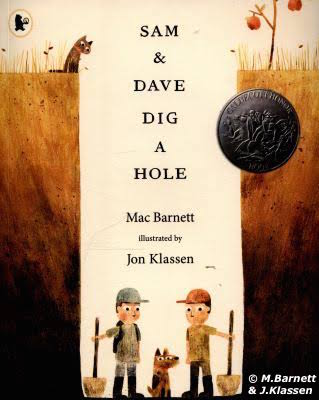 SAM
&
DAVE
DIG
A
HOLE
Mac Barnett
illustrated by
Jon Klassen
© M.Barnett
& J.Klassen